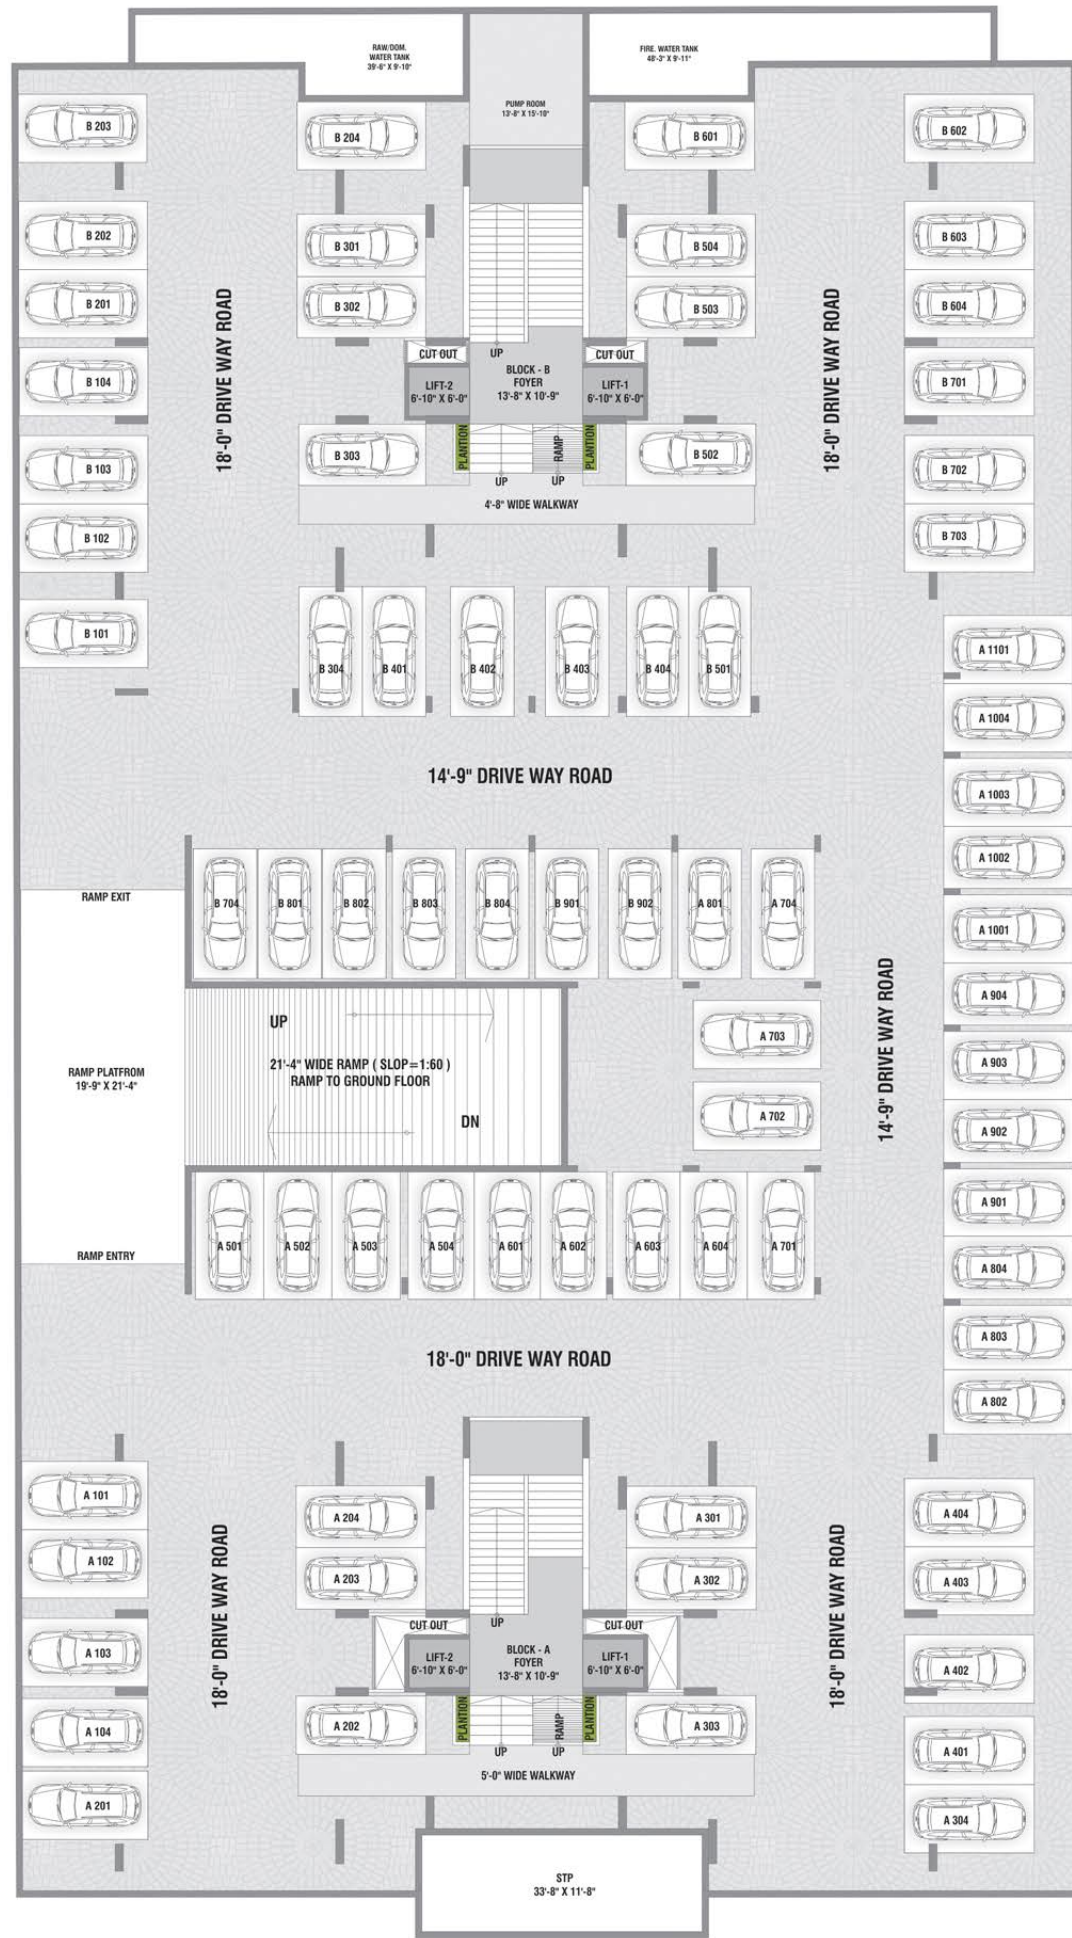 RAW/DOM.
WATER TANK
39'-6" X 9'-10"
FIRE. WATER TANK
48'-3" X 9'-11"
PUMP ROOM
13'-8" X 15'-10"
B 203
B 204
B 601
B 602
B 202
B 301
B 504
B 603
B 201
B 302
B 503
B 604
18'-0" DRIVE WAY ROAD
18'-0" DRIVE WAY ROAD
CUT OUT
UP
CUT OUT
B 104
LIFT-2
6'-10" X 6'-0"
BLOCK - B
FOYER
13'-8" X 10'-9"
LIFT-1
6'-10" X 6'-0"
B 701
B 103
B 303
PLANTION
RAMP
PLANTION
B 502
B 702
UP
UP
4'-8" WIDE WALKWAY
B 102
B 703
B 101
B 304
B 401
B 402
B 403
B 404
B 501
A 1101
A 1004
14'-9" DRIVE WAY ROAD
A 1003
A 1002
RAMP EXIT
B 704
B 801
B 802
B 803
B 804
B 901
B 902
A 801
A 704
A 1001
A 904
UP
A 703
14'-9" DRIVE WAY ROAD
A 903
RAMP PLATFROM
19'-9" X 21'-4"
21'-4" WIDE RAMP ( SLOP=1:60 )
RAMP TO GROUND FLOOR
DN
A 702
A 902
A 901
RAMP ENTRY
A 501
A 502
A 503
A 504
A 601
A 602
A 603
A 604
A 701
A 804
A 803
18'-0" DRIVE WAY ROAD
A 802
A 101
A 204
A 301
A 404
A 102
A 203
A 302
A 403
18'-0" DRIVE WAY ROAD
18'-0" DRIVE WAY ROAD
CUT OUT
UP
CUT OUT
A 103
LIFT-2
6'-10" X 6'-0"
BLOCK - A
FOYER
13'-8" X 10'-9"
LIFT-1
6'-10" X 6'-0"
A 402
A 104
A 202
PLANTION
RAMP
PLANTION
A 303
A 401
UP
UP
5'-0" WIDE WALKWAY
A 201
A 304
STP
33'-8" X 11'-8"